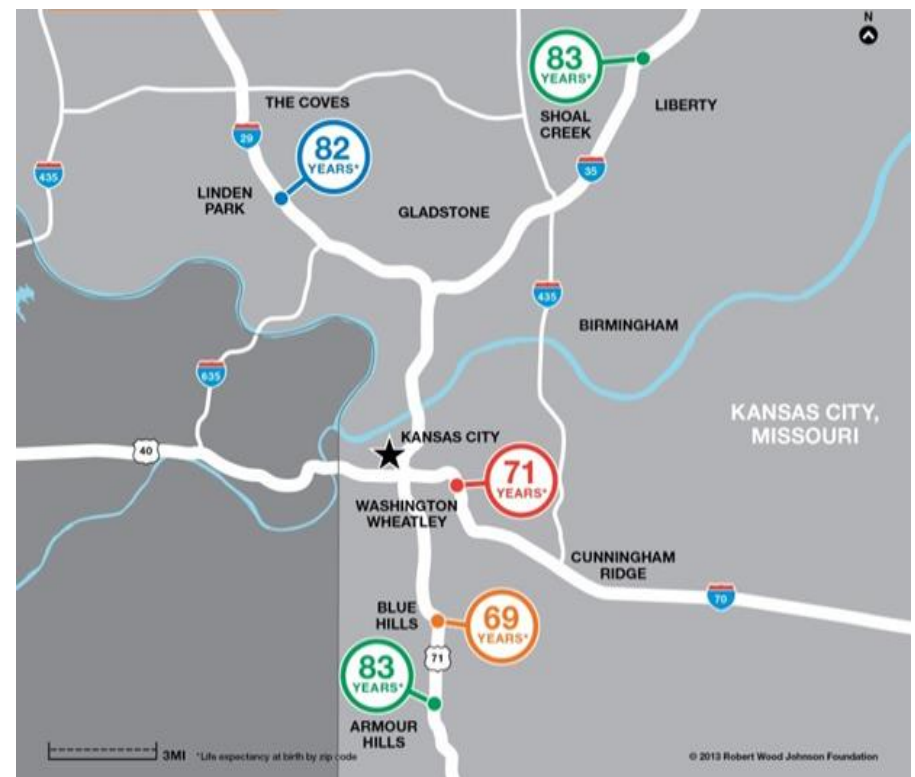 N
83
YEARS*
SHOAL
CREEK
LIBERTY
THE COVES
29
82
YEARS*
435
35
LINDEN
PARK
GLADSTONE
435
BIRMINGHAM
635
KANSAS CITY,
MISSOURI
KANSAS CITY
40
71
YEARS*
WASHINGTON
WHEATLEY
CUNNINGHAM
RIDGE
70
BLUE
HILLS
69
YEARS*
71
83
YEARS*
ARMOUR
HILLS
3MI *Life expectancy at birth by zip code
© 2013 Robert Wood Johnson Foundation